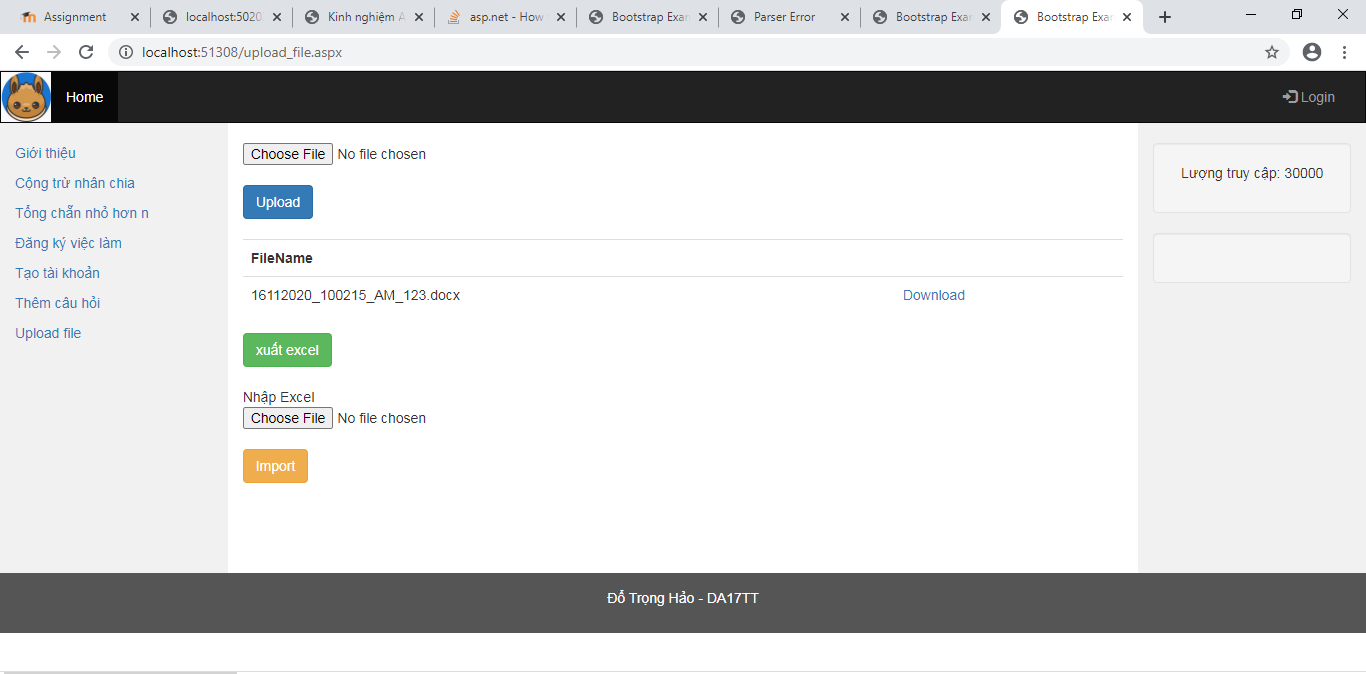 Assignment
localhost:5020
Kinh nghiệm A
asp.net - How
Bootstrap Exar
Parser Error
Bootstrap Exar
Bootstrap Exar
localhost:51308/upload_file.aspx
Home
Login
Giới thiệu
Cộng trừ nhân chia
Tổng chẵn nhỏ hơn n
Đăng ký việc làm
Tạo tài khoản
Thêm câu hỏi
Upload file
Choose File No file chosen
Upload
FileName
16112020_100215_AM_123.docx Download
xuất excel
Nhập Excel
Choose File No file chosen
Import
Lượng truy cập: 30000
Đỗ Trọng Hảo - DA17TT